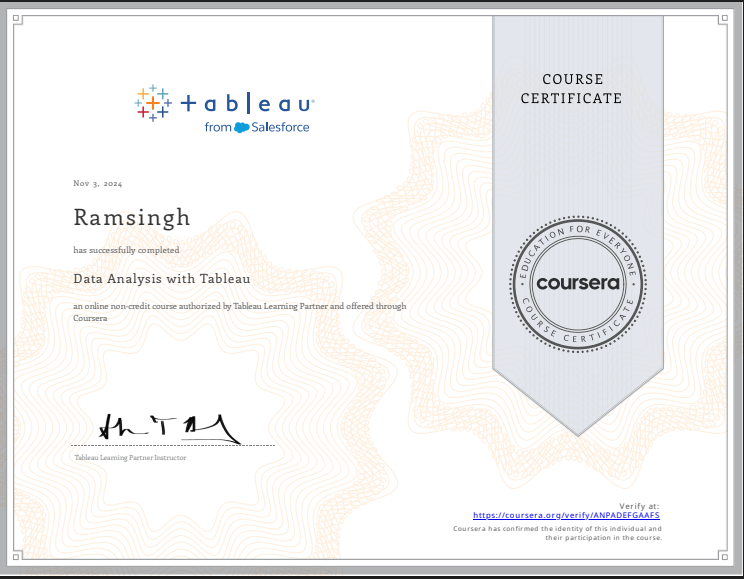 tableau
from Salesforce
COURSE
CERTIFICATE
Nov 3, 2024
Ramsingh
has successfully completed
Data Analysis with Tableau
an online non-credit course authorized by Tableau Learning Partner and offered through
Coursera
EDUCATION FOR EVERYONE
coursera
COURSE CERTIFICATE
Tableau Learning Partner Instructor
Verify at:
https://coursera.org/verify/ANPADEFGAAFS
Coursera has confirmed the identity of this individual and
their participation in the course.